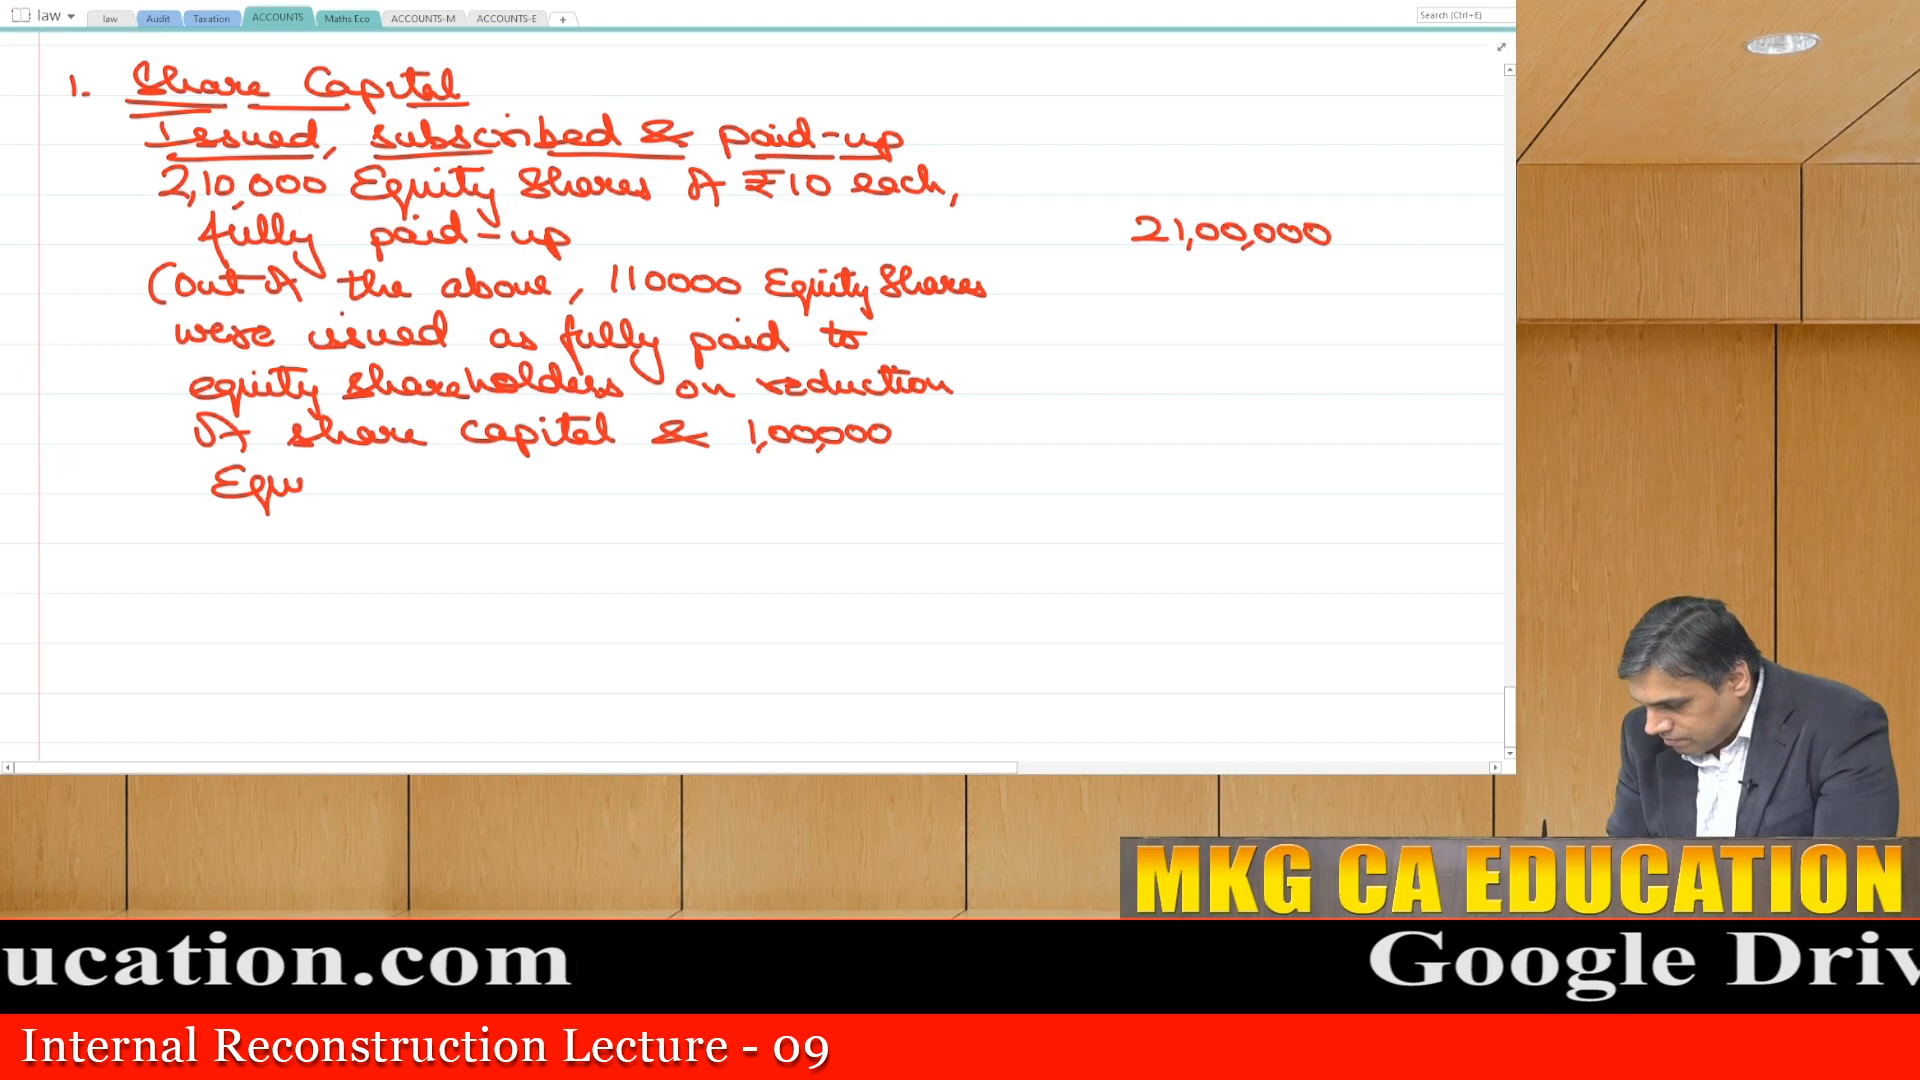 law
law
Audit
Taxation
ACCOUNTS
Maths Eco
ACCOUNTS-M
ACCOUNTS-E
+
Search (Ctrl+E)
1. Share Capital
Issued, subscribed & paid-up
2,10,000 Equity Shares of ₹10 each,
fully paid-up 21,00,000
(Out of the above, 110000 Equity Shares
were issued as fully paid to
equity shareholders on reduction
of share capital & 1,00,000
Equi
MKG CA EDUCATION
ucation.com Google Driv
Internal Reconstruction Lecture - 09